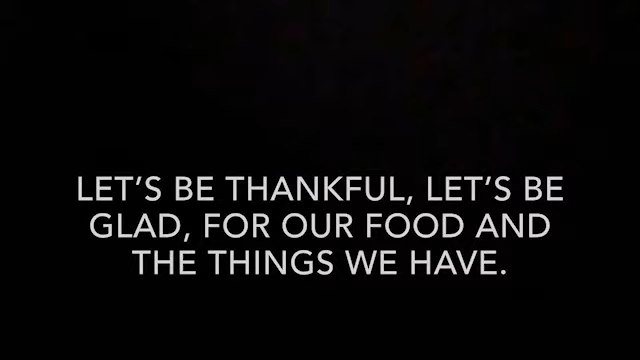 LET’S BE THANKFUL, LET’S BE
GLAD, FOR OUR FOOD AND
THE THINGS WE HAVE.